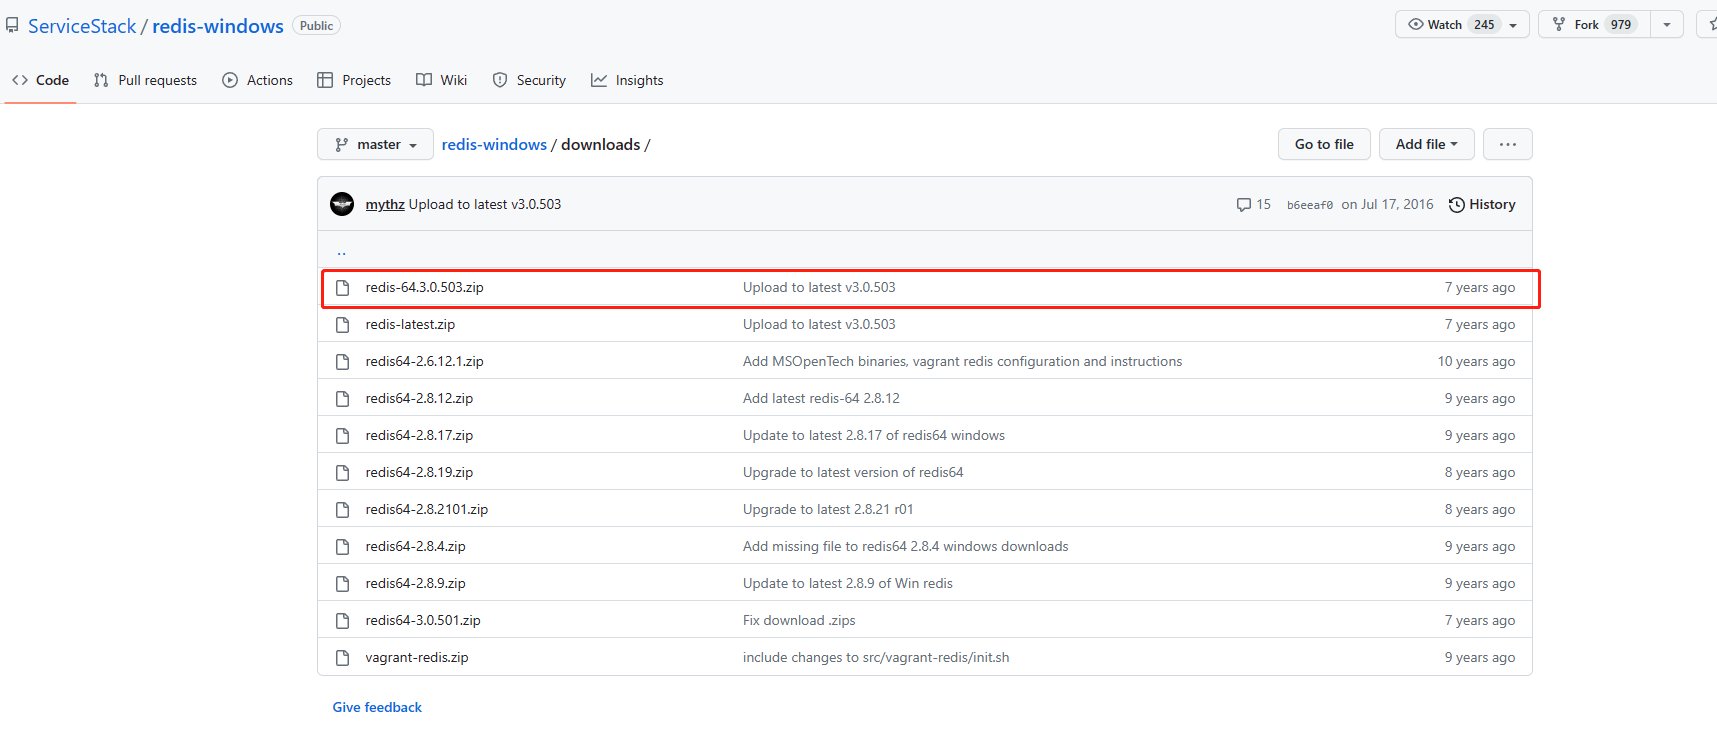 ServiceStack / redis-windows Public Watch 245 Fork 979
Code Pull requests Actions Projects Wiki Security Insights
master redis-windows / downloads / Go to file Add file ...
mythz Upload to latest v3.0.503 15 b6eeaf0 on Jul 17, 2016 History
..
redis-64.3.0.503.zip Upload to latest v3.0.503 7 years ago
redis-latest.zip Upload to latest v3.0.503 7 years ago
redis64-2.6.12.1.zip Add MSOpenTech binaries, vagrant redis configuration and instructions 10 years ago
redis64-2.8.12.zip Add latest redis-64 2.8.12 9 years ago
redis64-2.8.17.zip Update to latest 2.8.17 of redis64 windows 9 years ago
redis64-2.8.19.zip Upgrade to latest version of redis64 8 years ago
redis64-2.8.2101.zip Upgrade to latest 2.8.21 r01 8 years ago
redis64-2.8.4.zip Add missing file to redis64 2.8.4 windows downloads 9 years ago
redis64-2.8.9.zip Update to latest 2.8.9 of Win redis 9 years ago
redis64-3.0.501.zip Fix download .zips 7 years ago
vagrant-redis.zip include changes to src/vagrant-redis/init.sh 9 years ago
Give feedback